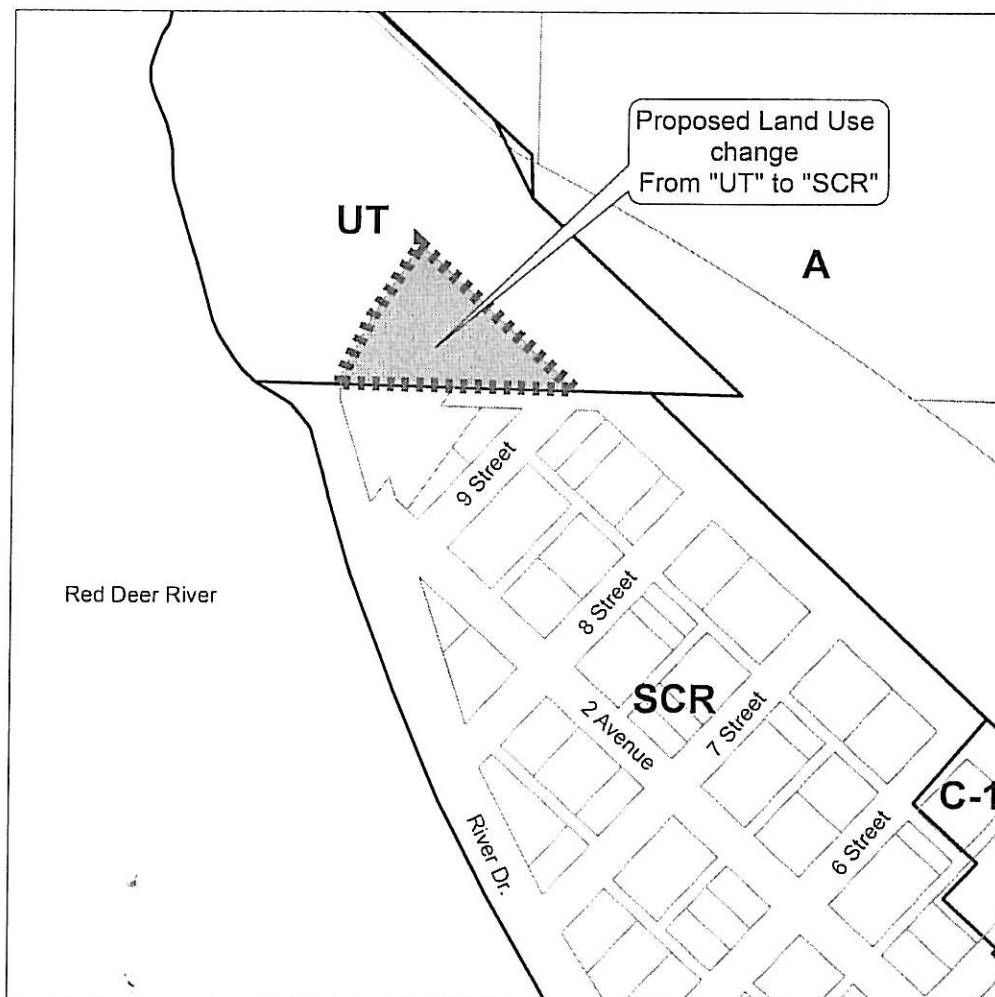 Proposed Land Use
change
From "UT" to "SCR"
UT
A
9 Street
Red Deer River
8 Street
SCR
2 Avenue
7 Street
C-1
River Dr.
6 Street